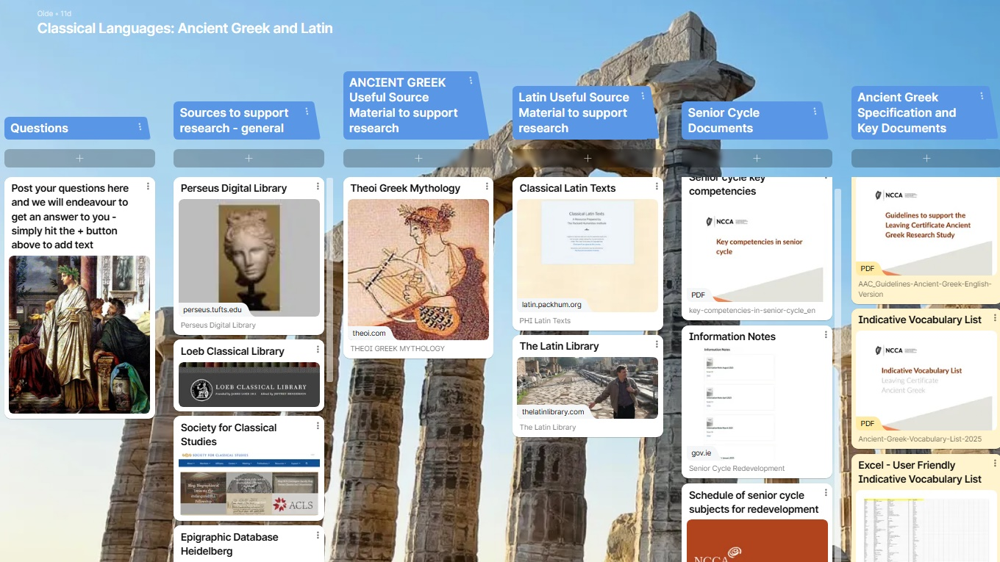 Olde • 11d
Classical Languages: Ancient Greek and Latin
Questions
Post your questions here
and we will endeavour to
get an answer to you -
simply hit the + button
above to add text
Sources to support
research - general
Perseus Digital Library
perseus.tufts.edu
Perseus Digital Library
Loeb Classical Library
LOEB CLASSICAL LIBRARY
Society for Classical
Studies
SOCIETY FOR CLASSICAL STUDIES
ACLS
Epigraphic Database
Heidelberg
ANCIENT GREEK
Useful Source
Material to support
research
Theoi Greek Mythology
theoi.com
THEOI GREEK MYTHOLOGY
Latin Useful Source
Material to support
research
Classical Latin Texts
Classical Latin Texts
A Resource Prepared by
The Packard Humanities Institute
latin.packhum.org
PHI Latin Texts
The Latin Library
thelatinlibrary.com
The Latin Library
Senior Cycle
Documents
Senior cycle key
competencies
NCCA
Key competencies in senior
cycle
PDF
key-competencies-in-senior-cycle_en
Information Notes
Information Notes
gov.ie
Senior Cycle Redevelopment
Schedule of senior cycle
subjects for redevelopment
NCCA
Ancient Greek
Specification and
Key Documents
NCCA
Guidelines to support the
Leaving Certificate Ancient
Greek Research Study
PDF
AAC_Guidelines-Ancient-Greek-English-
Version
Indicative Vocabulary List
NCCA
Indicative Vocabulary List
Leaving Certificate
Ancient Greek
PDF
Ancient-Greek-Vocabulary-List-2025
Excel - User Friendly
Indicative Vocabulary List